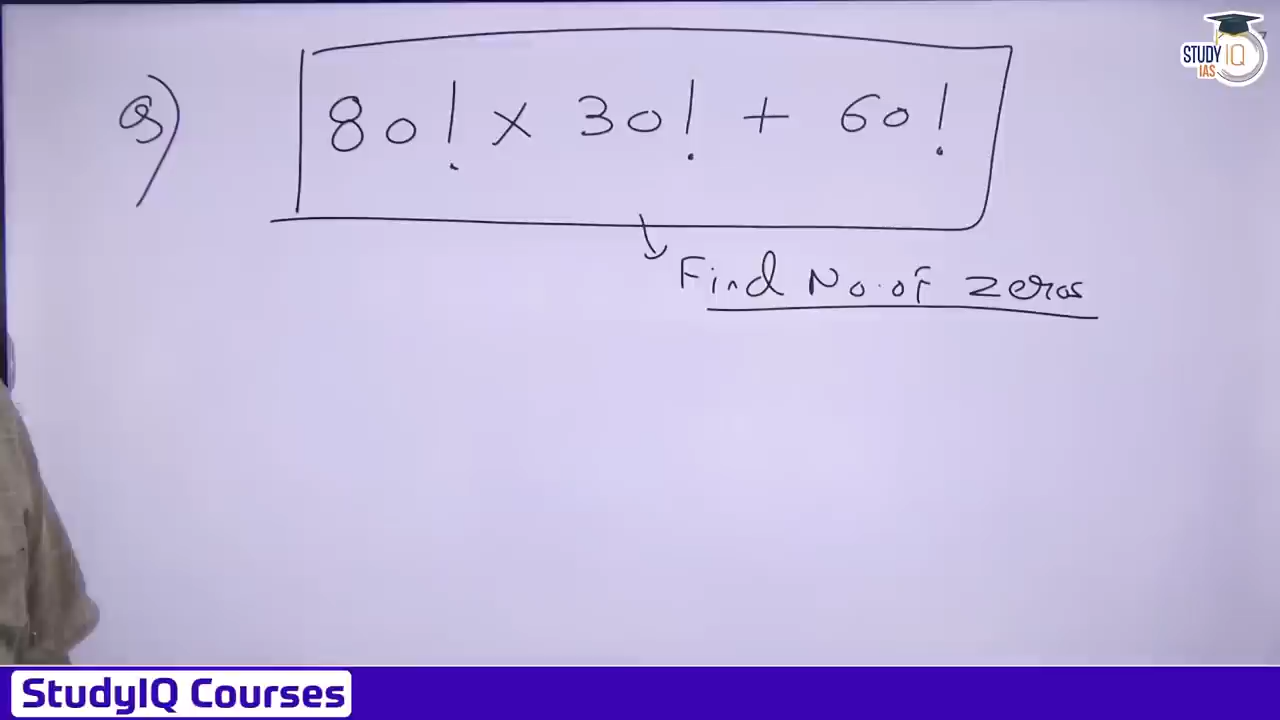 STUDY IQ
IAS
Q)
80! × 30! + 60!
Find No. of zeros
StudyIQ Courses